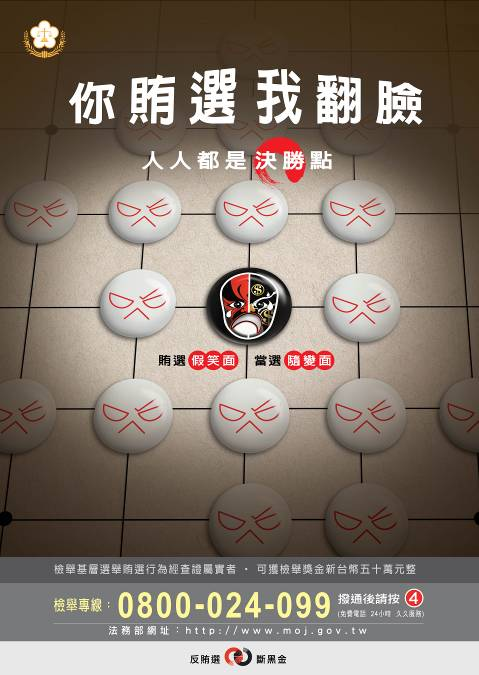 你賄選我翻臉
人人都是決勝點
賄選 假笑面 當選 隨變面
檢舉基層選舉賄選行為經查證屬實者 · 可獲檢舉獎金新台幣五十萬元整
檢舉專線：0800-024-099 撥通後請按 4
(免費電話 24小時 久久服務)
法務部網址：http://www.moj.gov.tw
反賄選 斷黑金